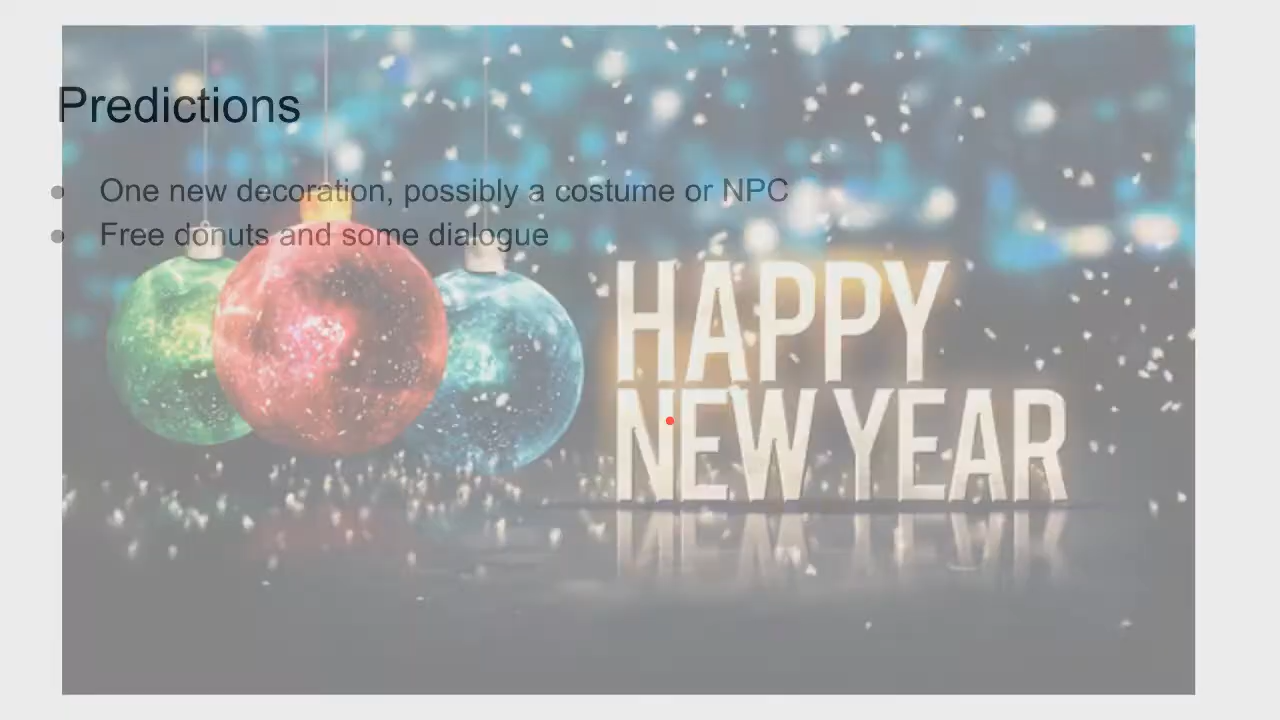 Predictions
One new decoration, possibly a costume or NPC
Free donuts and some dialogue
HAPPY
NEW YEAR